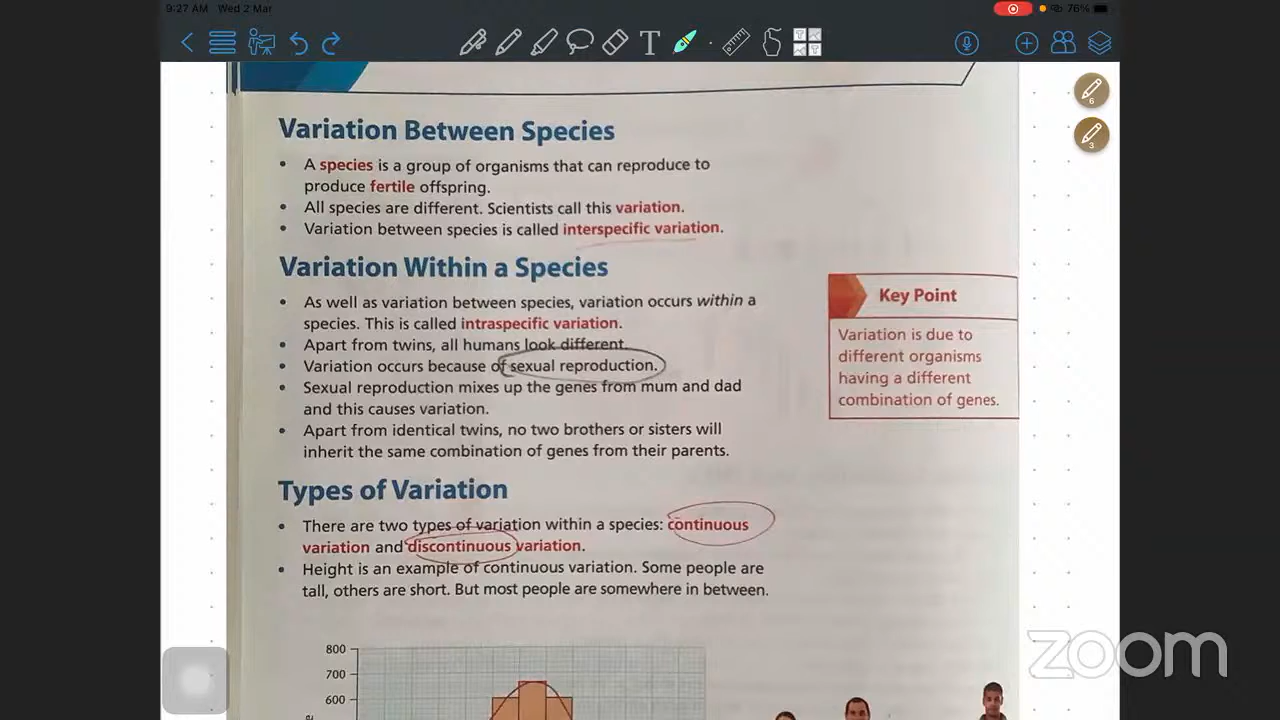 9:27 AM Wed 2 Mar
76%
T
6
3
Variation Between Species
• A species is a group of organisms that can reproduce to
produce fertile offspring.
• All species are different. Scientists call this variation.
• Variation between species is called interspecific variation.
Variation Within a Species
• As well as variation between species, variation occurs within a
species. This is called intraspecific variation.
• Apart from twins, all humans look different.
• Variation occurs because of sexual reproduction.
• Sexual reproduction mixes up the genes from mum and dad
and this causes variation.
• Apart from identical twins, no two brothers or sisters will
inherit the same combination of genes from their parents.
Key Point
Variation is due to
different organisms
having a different
combination of genes.
Types of Variation
• There are two types of variation within a species: continuous
variation and discontinuous variation.
• Height is an example of continuous variation. Some people are
tall, others are short. But most people are somewhere in between.
800
700
600
zoom